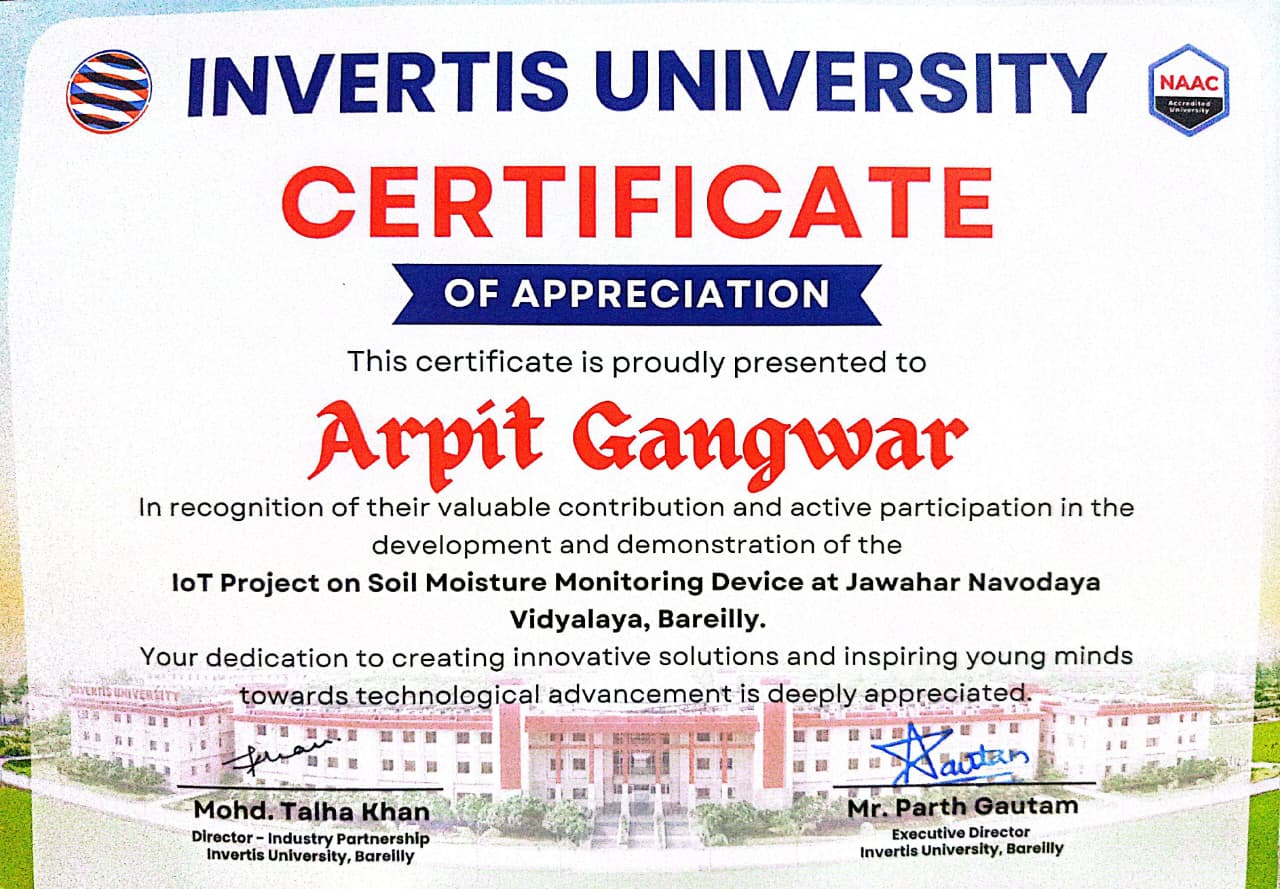 INVERTIS UNIVERSITY
NAAC
Accredited
University
CERTIFICATE
OF APPRECIATION
This certificate is proudly presented to
Arpit Gangwar
In recognition of their valuable contribution and active participation in the
development and demonstration of the
IoT Project on Soil Moisture Monitoring Device at Jawahar Navodaya
Vidyalaya, Bareilly.
Your dedication to creating innovative solutions and inspiring young minds
towards technological advancement is deeply appreciated.
INVERTIS UNIVERSITY
Mohd. Talha Khan
Director - Industry Partnership
Invertis University, Bareilly
Gautam
Mr. Parth Gautam
Executive Director
Invertis University, Bareilly